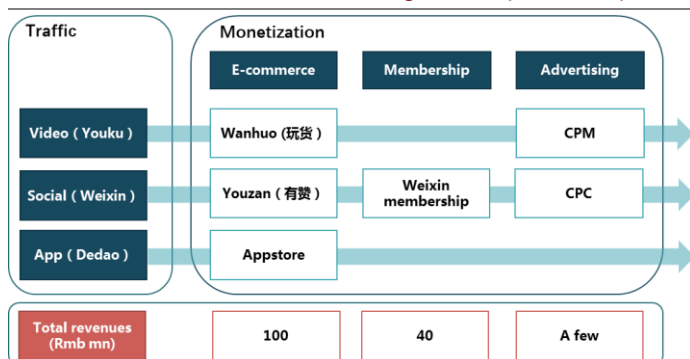 Traffic
Monetization
E-commerce
Membership
Advertising
Video（Youku）
Wanhuo (玩货）
CPM
Social（Weixin）
Youzan（有赞）
Weixin
membership
CPC
App（Dedao）
Appstore
Total revenues
(Rmb mn)
100
40
A few